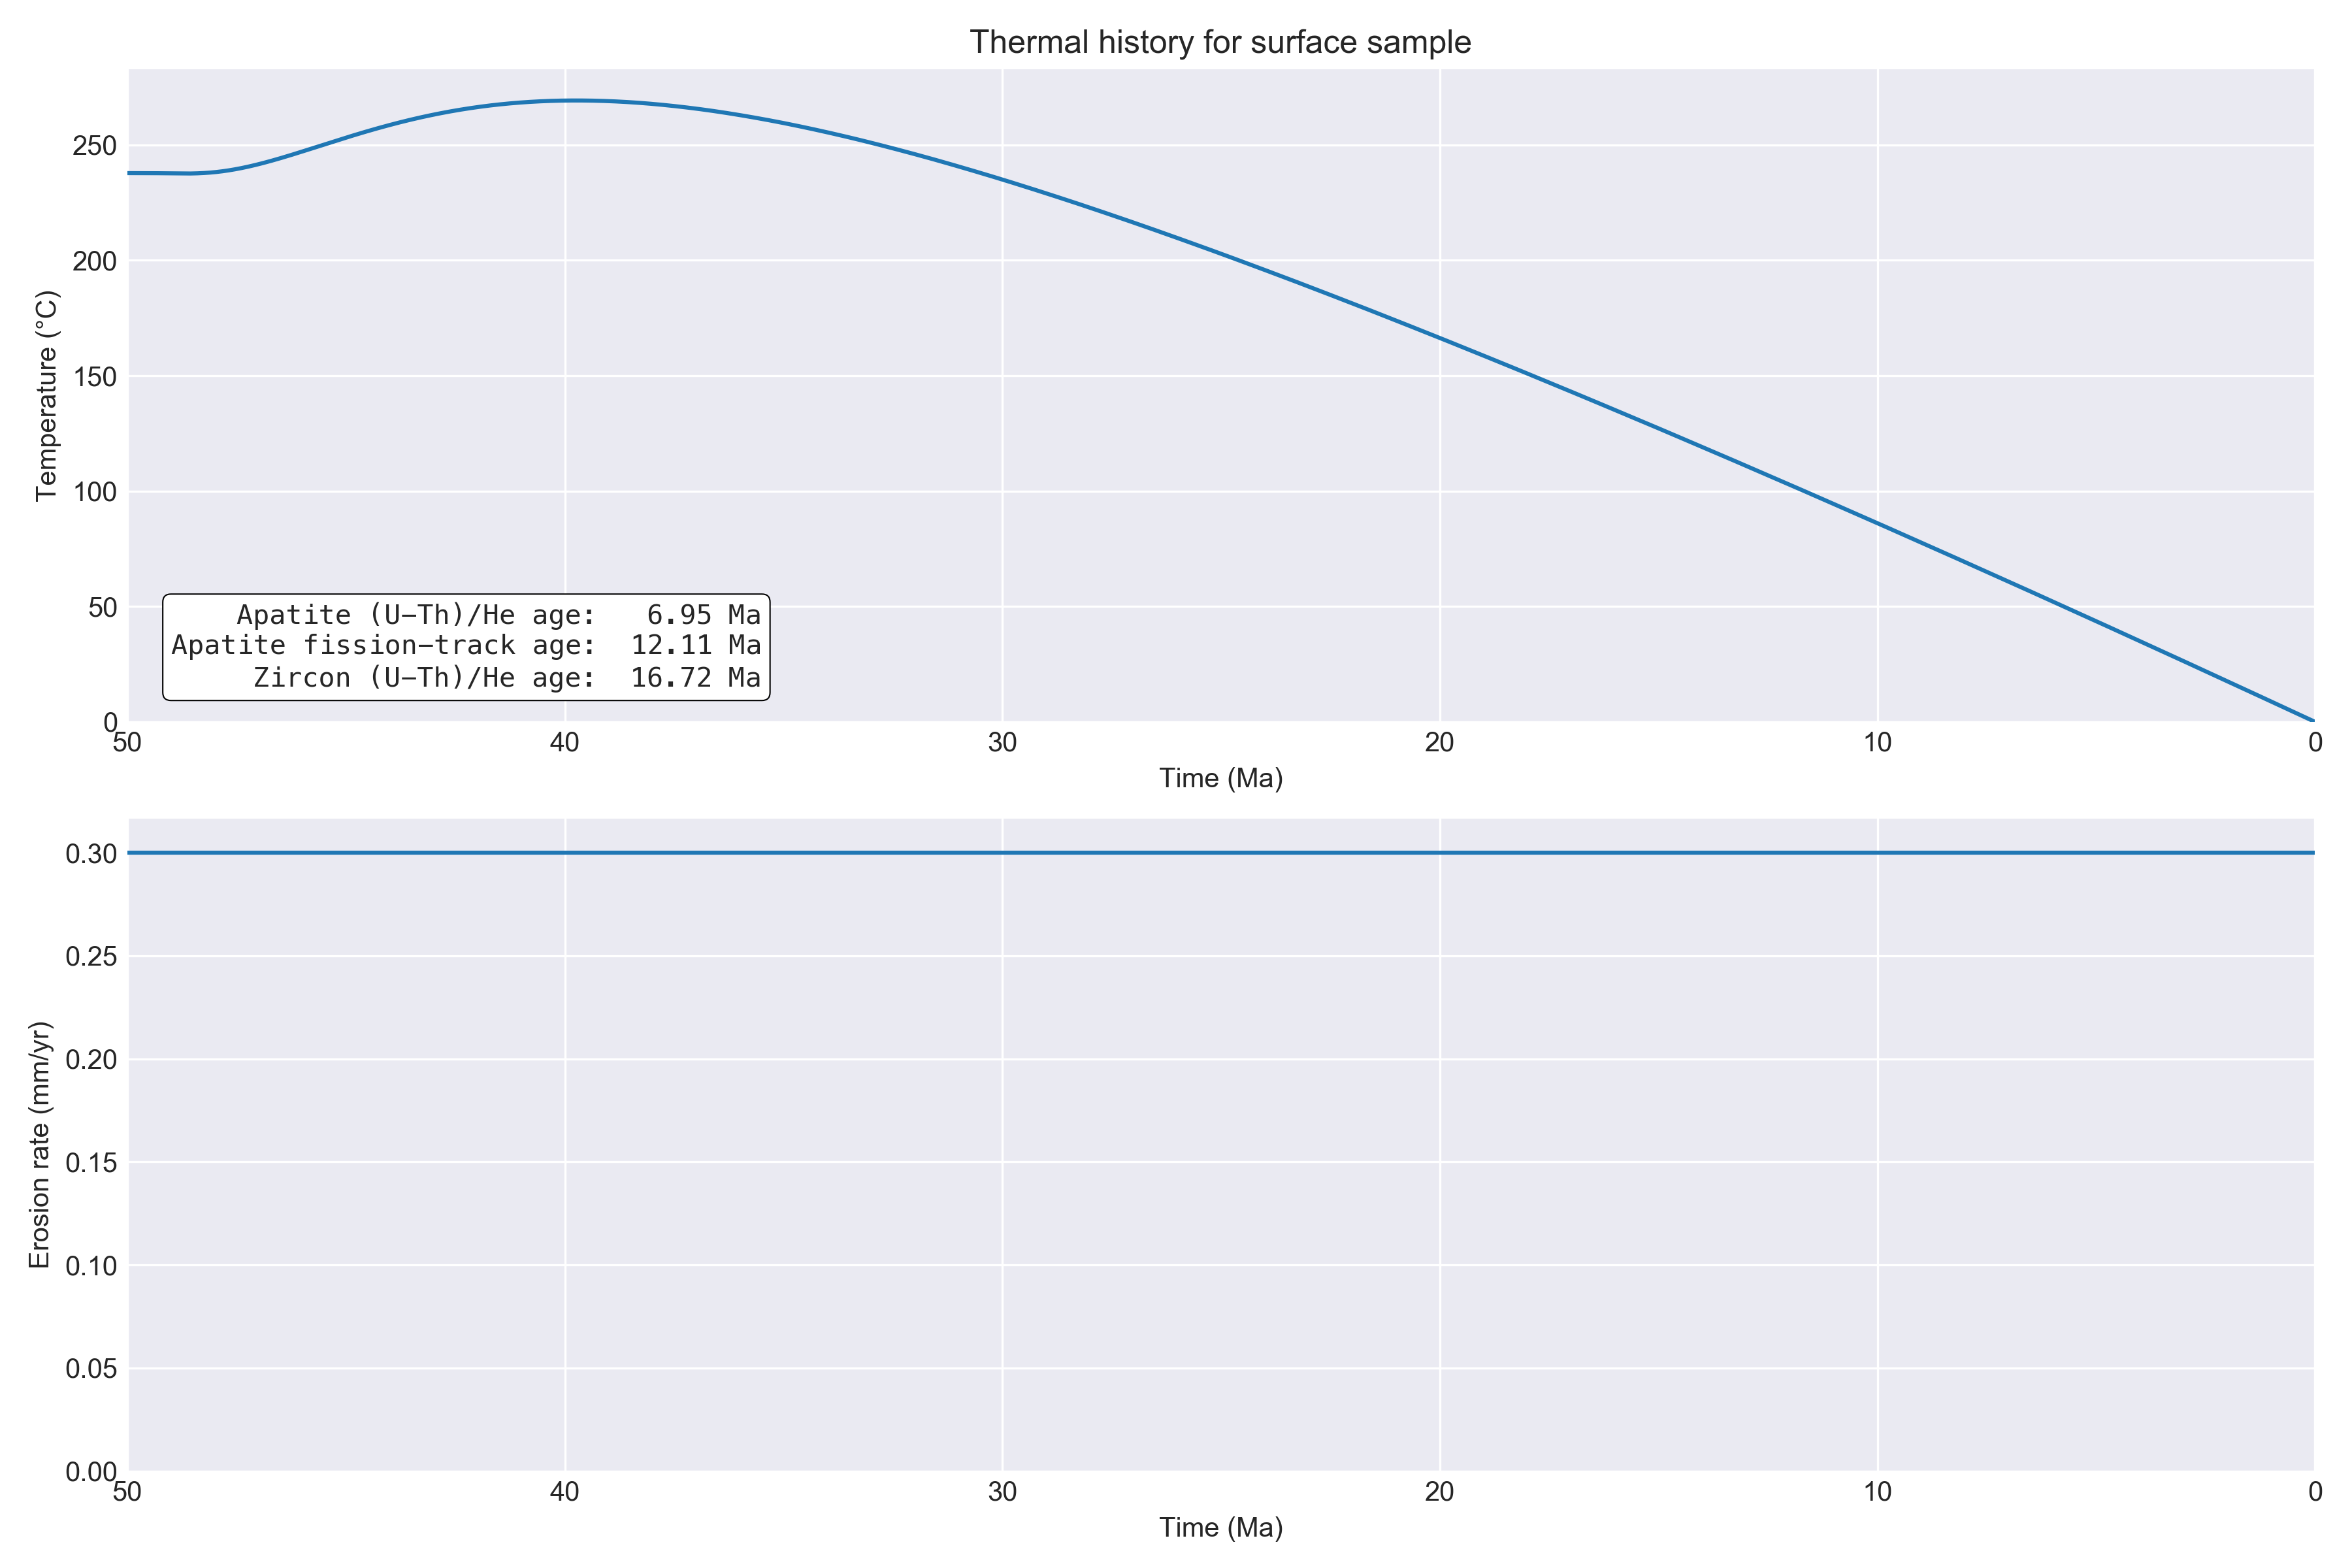 Thermal history for surface sample
Temperature (°C)
250
200
150
100
50
0
Apatite (U−Th)/He age: 6.95 Ma
Apatite fission−track age: 12.11 Ma
Zircon (U−Th)/He age: 16.72 Ma
50 40 30 20 10 0
Time (Ma)
Erosion rate (mm/yr)
0.30
0.25
0.20
0.15
0.10
0.05
0.00
50 40 30 20 10 0
Time (Ma)